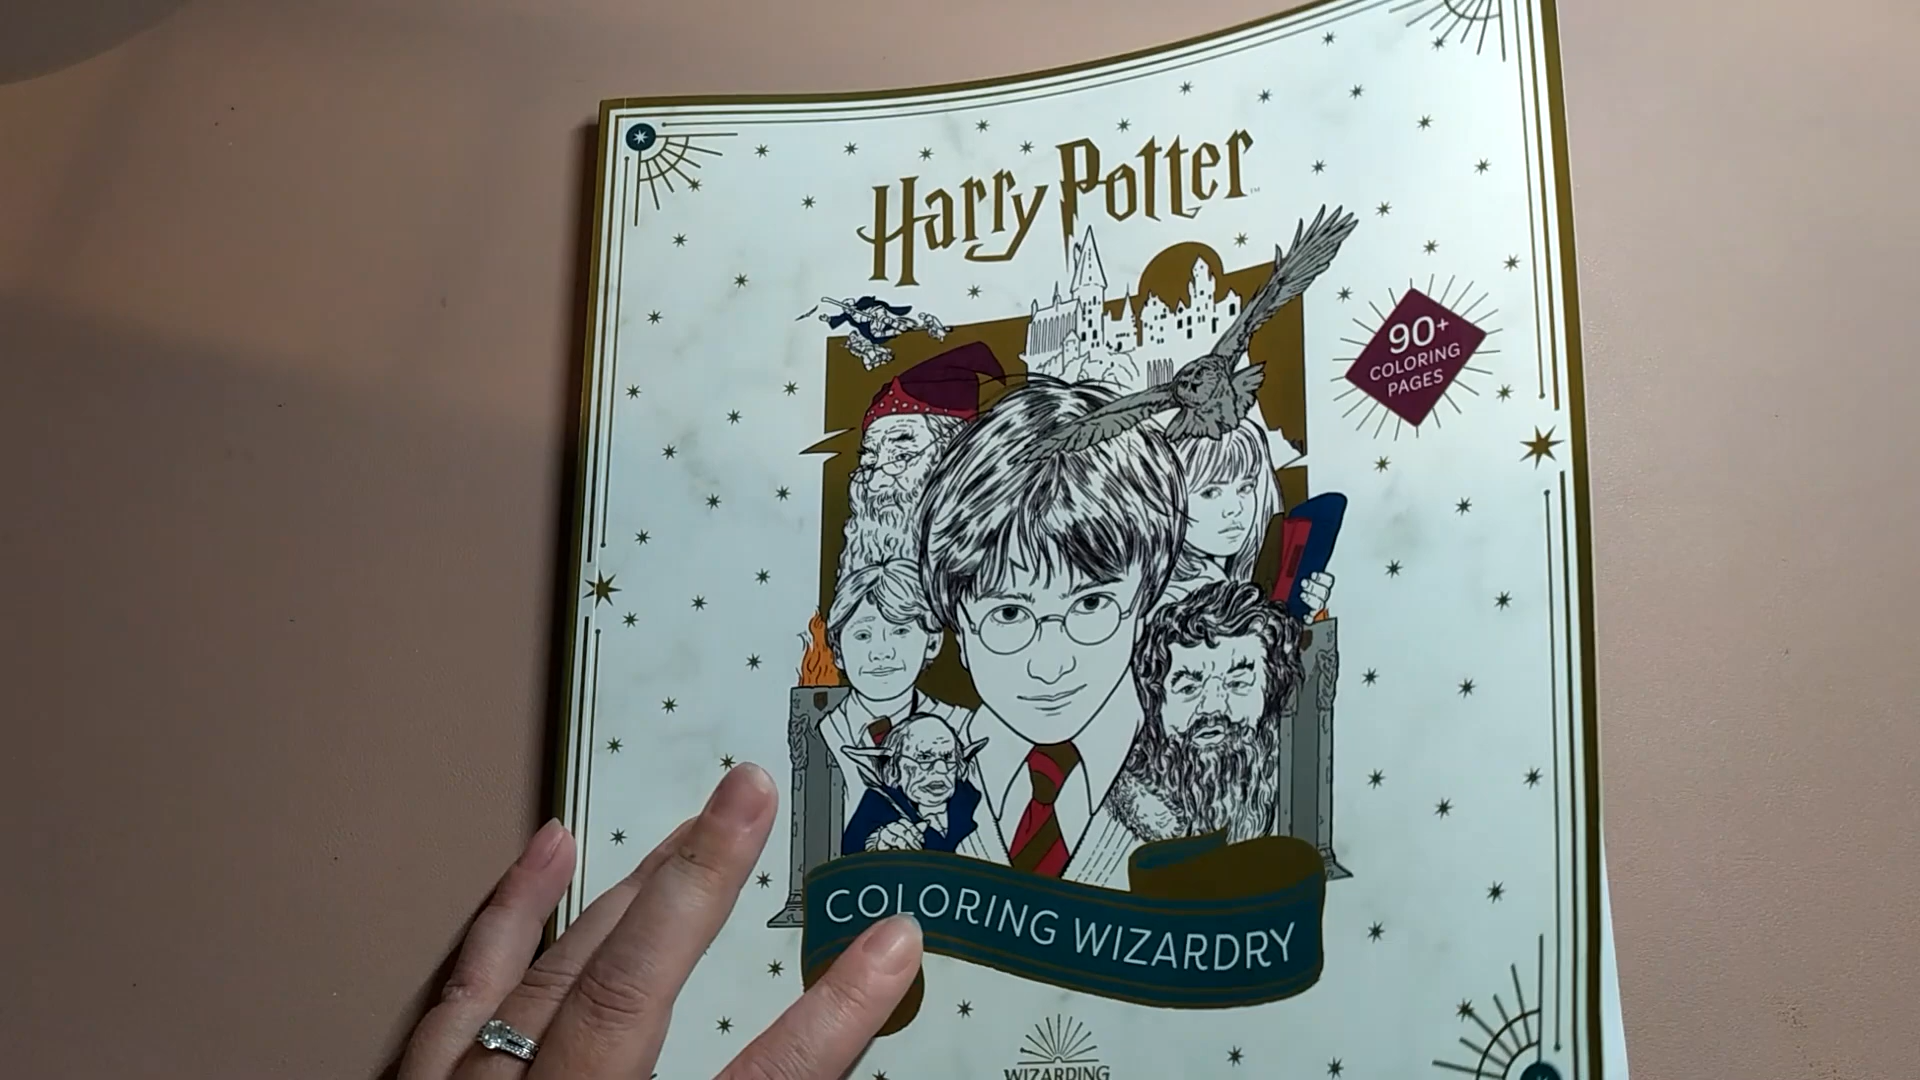 Harry Potter
90+
COLORING
PAGES
COLORING WIZARDRY
WIZARDING